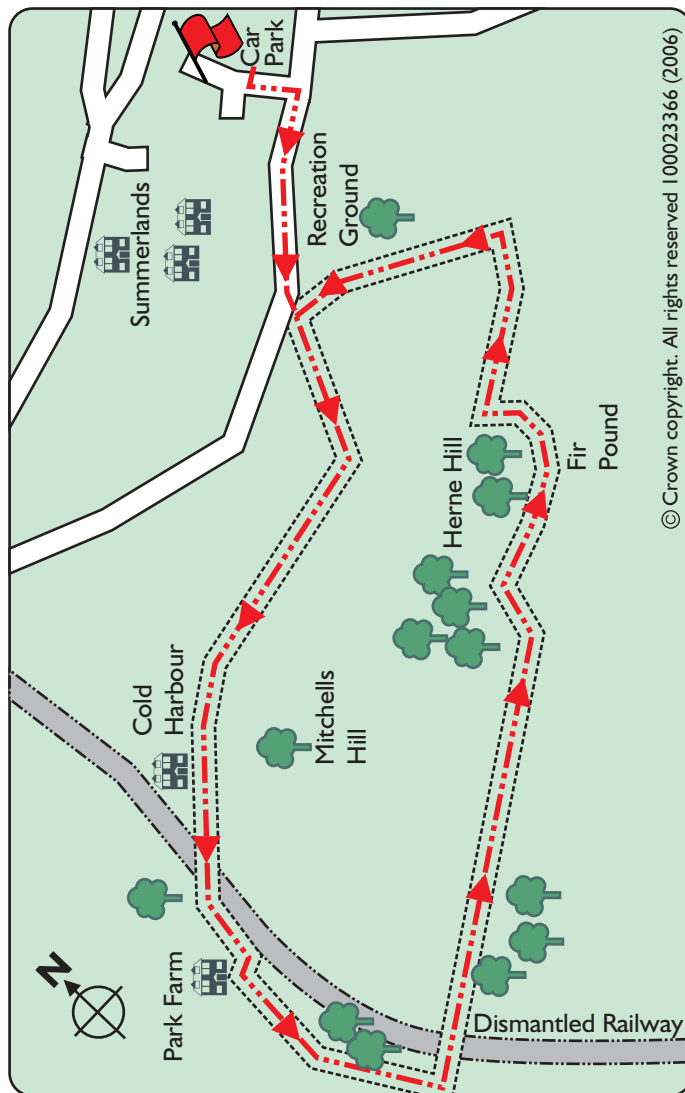 Car
Park
Recreation
Ground
Summerlands
Herne Hill
Fir
Pound
Cold
Harbour
Mitchells
Hill
Park Farm
N
Dismantled Railway
© Crown copyright. All rights reserved 100023366 (2006)